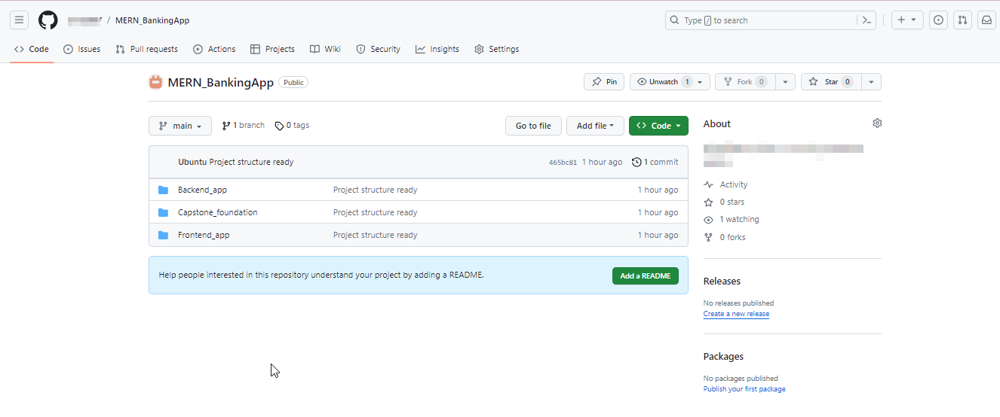 / MERN_BankingApp Type / to search
Code Issues Pull requests Actions Projects Wiki Security Insights Settings
MERN_BankingApp Public Pin Unwatch 1 Fork 0 Star 0
main 1 branch 0 tags Go to file Add file Code
About
Ubuntu Project structure ready 465bc81 1 hour ago 1 commit
Backend_app Project structure ready 1 hour ago
Capstone_foundation Project structure ready 1 hour ago
Frontend_app Project structure ready 1 hour ago
Help people interested in this repository understand your project by adding a README. Add a README
Activity
0 stars
1 watching
0 forks
Releases
No releases published
Create a new release
Packages
No packages published
Publish your first package